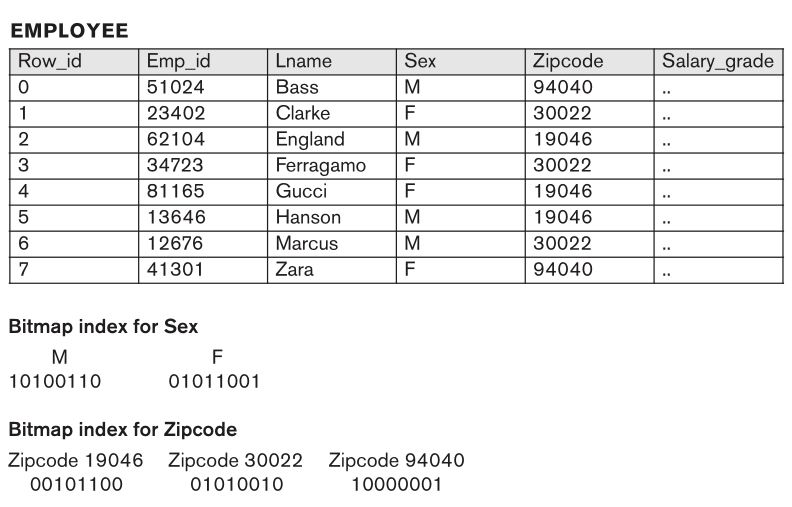 EMPLOYEE
Row_id Emp_id Lname Sex Zipcode Salary_grade
0 51024 Bass M 94040 ..
1 23402 Clarke F 30022 ..
2 62104 England M 19046 ..
3 34723 Ferragamo F 30022 ..
4 81165 Gucci F 19046 ..
5 13646 Hanson M 19046 ..
6 12676 Marcus M 30022 ..
7 41301 Zara F 94040 ..
Bitmap index for Sex
M F
10100110 01011001
Bitmap index for Zipcode
Zipcode 19046 Zipcode 30022 Zipcode 94040
00101100 01010010 10000001